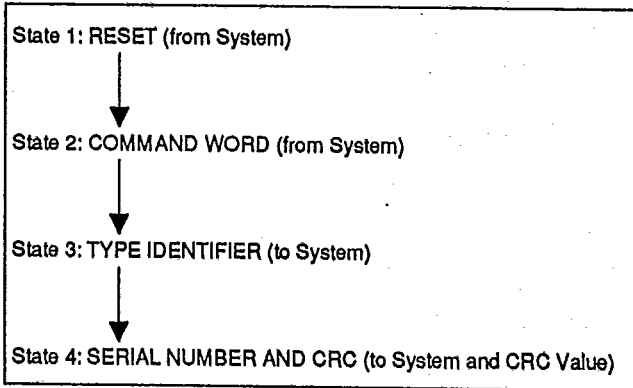 State 1: RESET (from System)
State 2: COMMAND WORD (from System)
State 3: TYPE IDENTIFIER (to System)
State 4: SERIAL NUMBER AND CRC (to System and CRC Value)